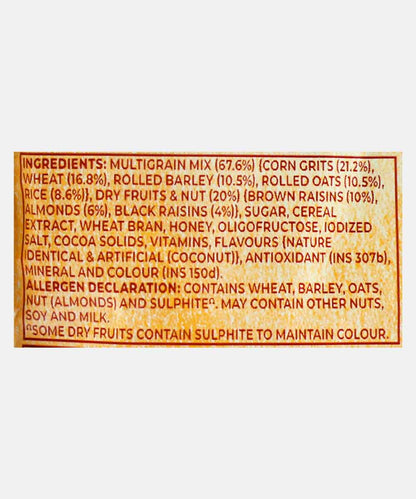 INGREDIENTS: MULTIGRAIN MIX (67.6%) {CORN GRITS (21.2%),
WHEAT (16.8%), ROLLED BARLEY (10.5%), ROLLED OATS (10.5%),
RICE (8.6%)}, DRY FRUITS & NUT (20%) {BROWN RAISINS (10%),
ALMONDS (6%), BLACK RAISINS (4%)}, SUGAR, CEREAL
EXTRACT, WHEAT BRAN, HONEY, OLIGOFRUCTOSE, IODIZED
SALT, COCOA SOLIDS, VITAMINS, FLAVOURS {NATURE
IDENTICAL & ARTIFICIAL (COCONUT)}, ANTIOXIDANT (INS 307b),
MINERAL AND COLOUR (INS 150d).
ALLERGEN DECLARATION: CONTAINS WHEAT, BARLEY, OATS,
NUT (ALMONDS) AND SULPHITE^. MAY CONTAIN OTHER NUTS,
SOY AND MILK.
^SOME DRY FRUITS CONTAIN SULPHITE TO MAINTAIN COLOUR.